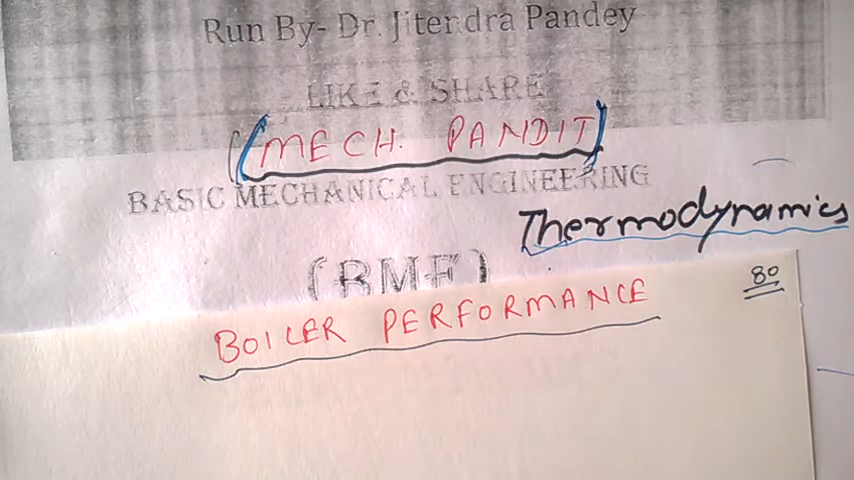 Run By- Dr. Jitendra Pandey
LIKE & SHARE
(MECH. PANDIT)
BASIC MECHANICAL ENGINEERING
Thermodynamics
(BME)
80
BOILER PERFORMANCE